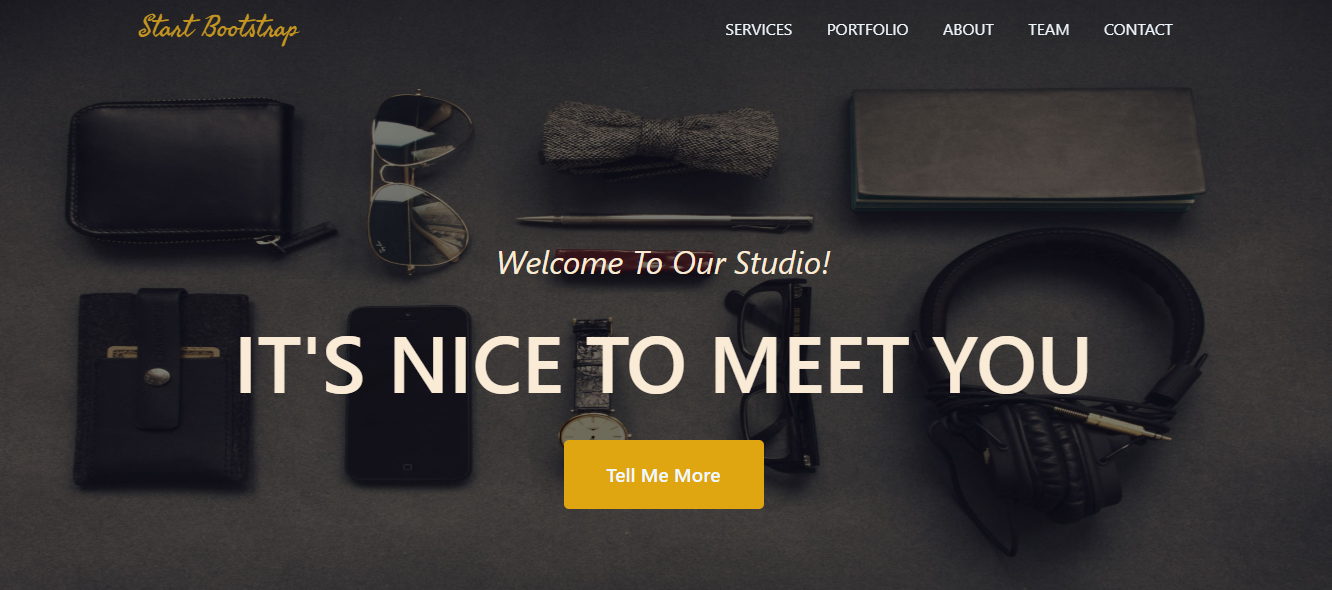 Start Bootstrap
SERVICES PORTFOLIO ABOUT TEAM CONTACT
Welcome To Our Studio!
IT'S NICE TO MEET YOU
Tell Me More